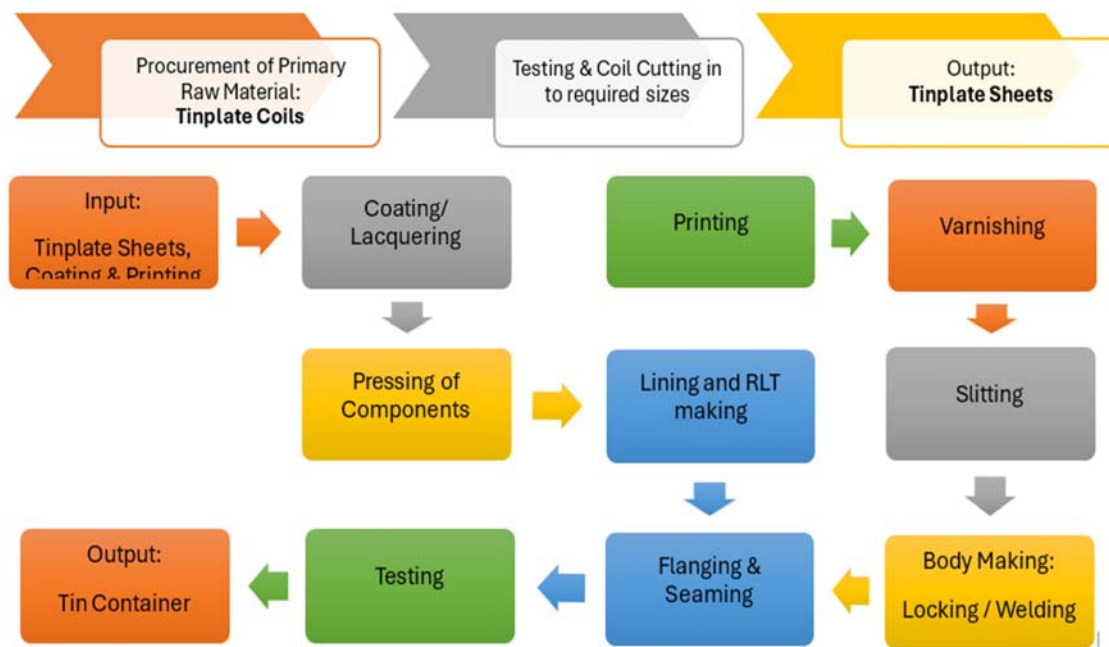 Procurement of Primary
Raw Material:
Tinplate Coils
Testing & Coil Cutting in
to required sizes
Output:
Tinplate Sheets
Input:
Tinplate Sheets,
Coating & Printing
Coating/
Lacquering
Printing
Varnishing
Pressing of
Components
Lining and RLT
making
Slitting
Output:
Tin Container
Testing
Flanging &
Seaming
Body Making:
Locking / Welding